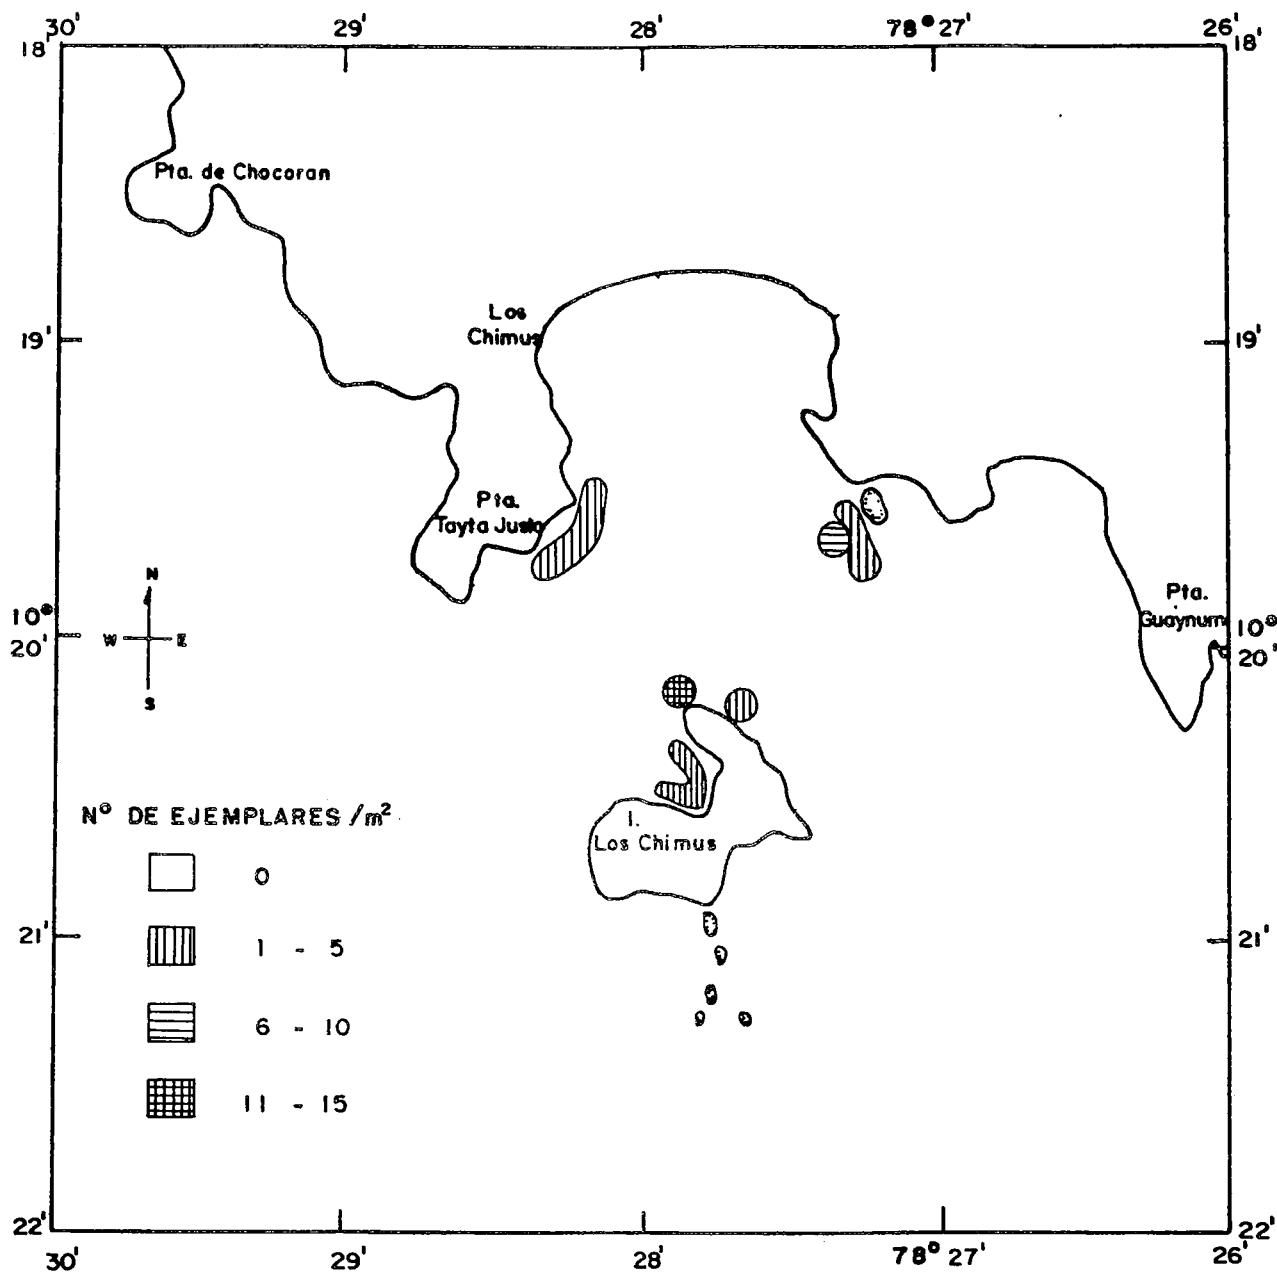 30' 29' 28' 78° 27' 26'
18' 18'
Pta. de Chocoran
Los
Chimus
19' 19'
Pta.
Tayta Justo
N
Pta.
Guaynuma
10° 10°
W E
20' 20'
S
Nº DE EJEMPLARES /m²
I.
Los Chimus
0
1 - 5
21' 21'
6 - 10
11 - 15
22' 22'
30' 29' 28' 78° 27' 26'